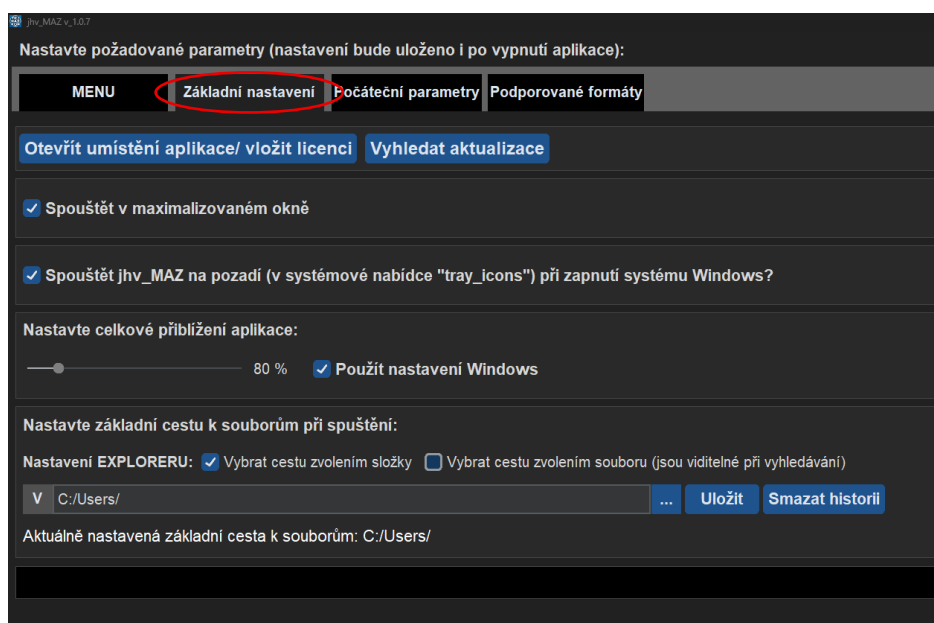 jhv_MAZ v_1.0.7
Nastavte požadované parametry (nastavení bude uloženo i po vypnutí aplikace):
MENU Základní nastavení Počáteční parametry Podporované formáty
Otevřít umístění aplikace/ vložit licenci Vyhledat aktualizace
Spouštět v maximalizovaném okně
Spouštět jhv_MAZ na pozadí (v systémové nabídce "tray_icons") při zapnutí systému Windows?
Nastavte celkové přiblížení aplikace:
80 % Použít nastavení Windows
Nastavte základní cestu k souborům při spuštění:
Nastavení EXPLORERU: Vybrat cestu zvolením složky Vybrat cestu zvolením souboru (jsou viditelné při vyhledávání)
V C:/Users/ ... Uložit Smazat historii
Aktuálně nastavená základní cesta k souborům: C:/Users/